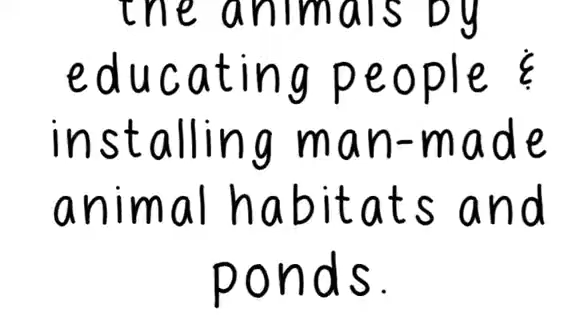 the animals by
educating people &
installing man-made
animal habitats and
ponds.